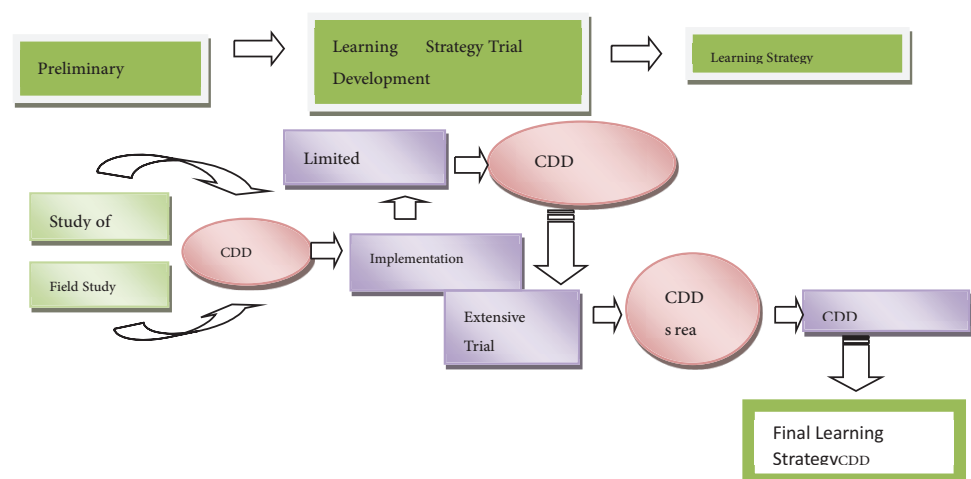 Preliminary
Learning Strategy Trial
Development
Learning Strategy
Limited
CDD
Study of
CDD
Implementation
Field Study
CDD
s rea
CDD
Extensive
Trial
Final Learning
StrategyCDD